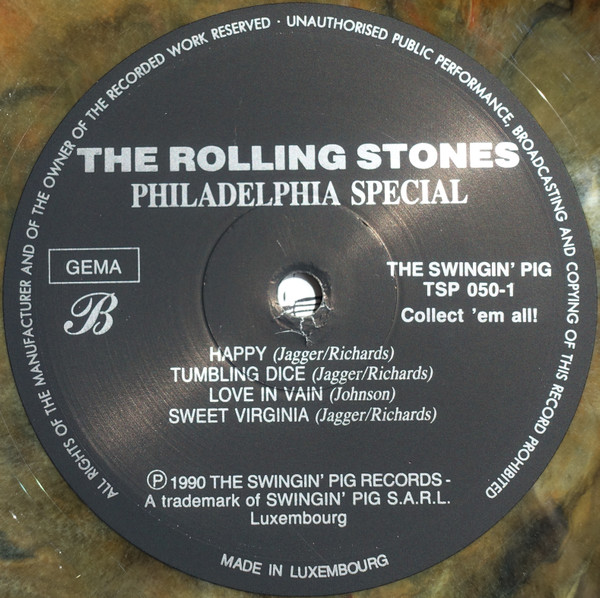 ALL RIGHTS OF THE MANUFACTURER AND OF THE OWNER OF THE RECORDED WORK RESERVED · UNAUTHORISED PUBLIC PERFORMANCE, BROADCASTING AND COPYING OF THIS RECORD PROHIBITED
THE ROLLING STONES
PHILADELPHIA SPECIAL
GEMA
B
THE SWINGIN' PIG
TSP 050-1
Collect 'em all!
HAPPY (Jagger/Richards)
TUMBLING DICE (Jagger/Richards)
LOVE IN VAIN (Johnson)
SWEET VIRGINIA (Jagger/Richards)
Ⓟ 1990 THE SWINGIN' PIG RECORDS -
A trademark of SWINGIN' PIG S.A.R.L.
Luxembourg
MADE IN LUXEMBOURG